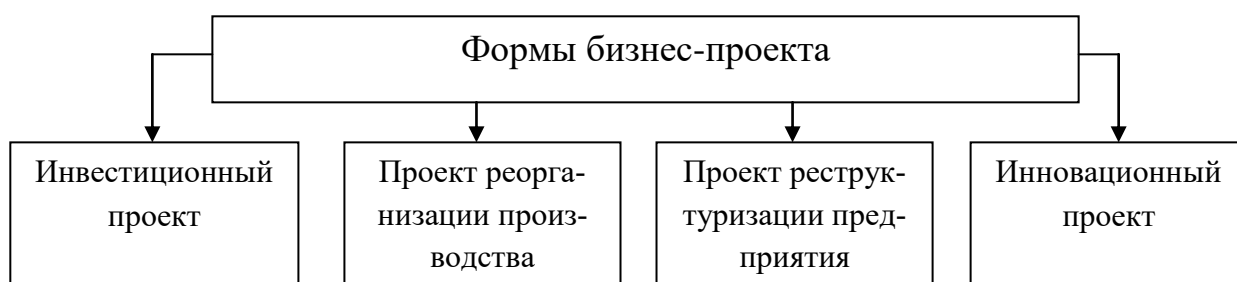 Формы бизнес-проекта
Инвестиционный
проект
Проект реорга-
низации произ-
водства
Проект реструк-
туризации пред-
приятия
Инновационный
проект